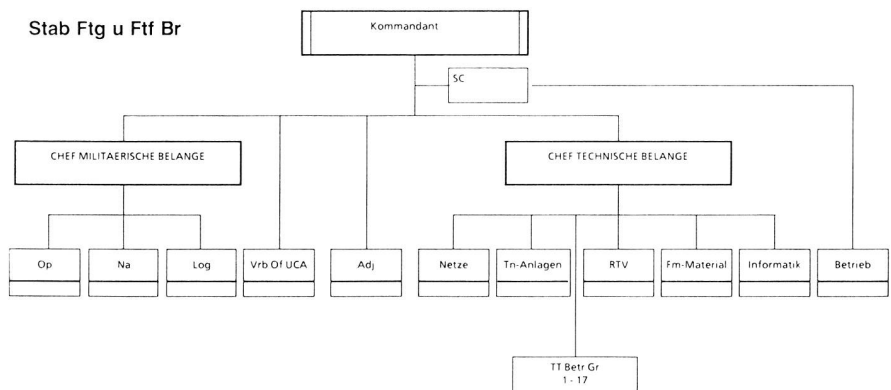 Stab Ftg u Ftf Br
Kommandant
SC
CHEF MILITAERISCHE BELANGE
CHEF TECHNISCHE BELANGE
Op
Na
Log
Vrb Of UCA
Adj
Netze
Tn-Anlagen
RTV
Fm-Material
Informatik
Betrieb
TT Betr Gr
1 - 17